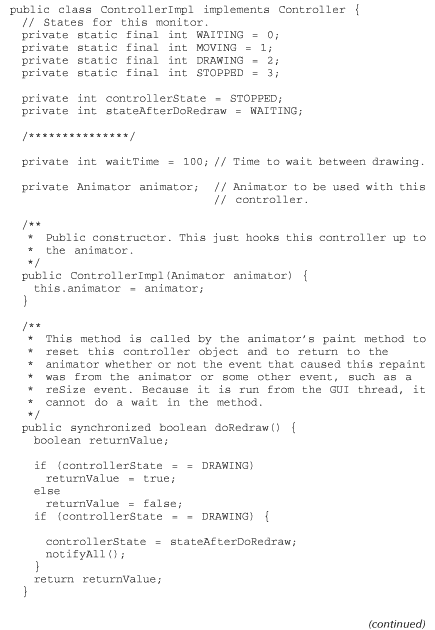 public class ControllerImpl implements Controller {
// States for this monitor.
private static final int WAITING = 0;
private static final int MOVING = 1;
private static final int DRAWING = 2;
private static final int STOPPED = 3;
private int controllerState = STOPPED;
private int stateAfterDoRedraw = WAITING;
/***************/
private int waitTime = 100; // Time to wait between drawing.
private Animator animator; // Animator to be used with this
// controller.
/**
* Public constructor. This just hooks this controller up to
* the animator.
*/
public ControllerImpl(Animator animator) {
this.animator = animator;
}
/**
* This method is called by the animator's paint method to
* reset this controller object and to return to the
* animator whether or not the event that caused this repaint
* was from the animator or some other event, such as a
* reSize event. Because it is run from the GUI thread, it
* cannot do a wait in the method.
*/
public synchronized boolean doRedraw() {
boolean returnValue;
if (controllerState = = DRAWING)
returnValue = true;
else
returnValue = false;
if (controllerState = = DRAWING) {
controllerState = stateAfterDoRedraw;
notifyAll();
}
return returnValue;
}
(continued)